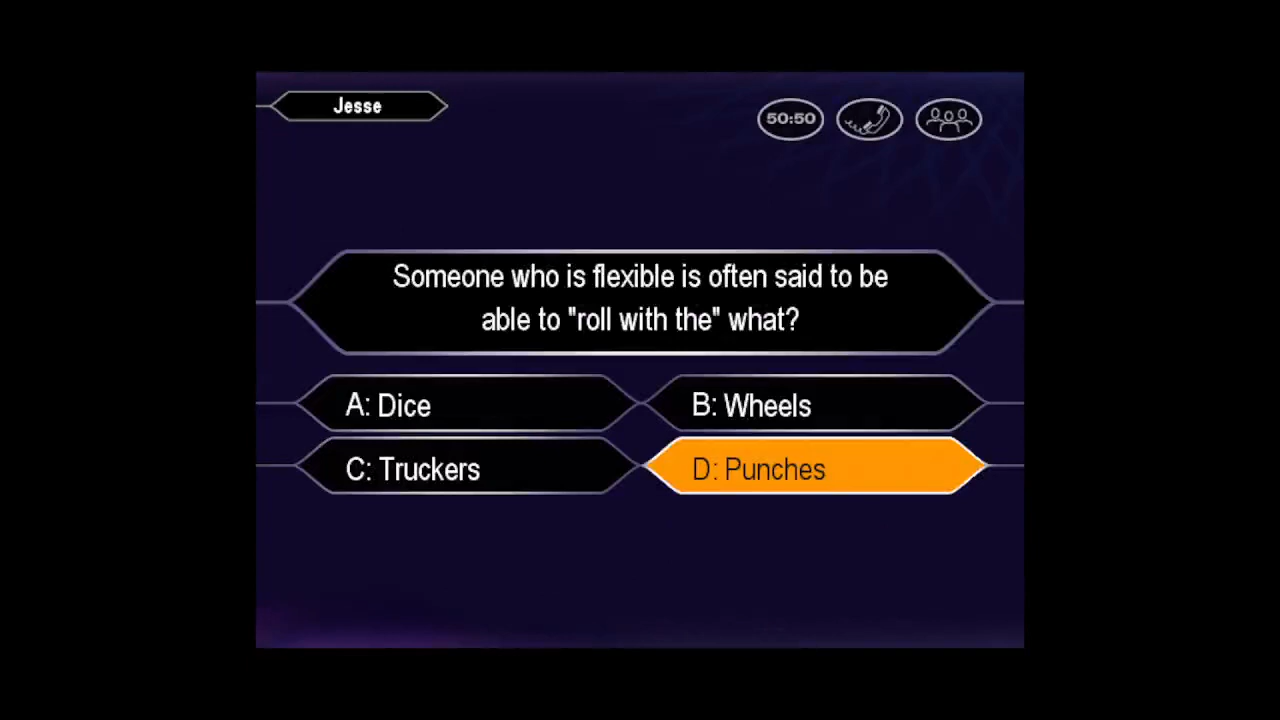 Jesse
50:50
Someone who is flexible is often said to be
able to "roll with the" what?
A: Dice
B: Wheels
C: Truckers
D: Punches